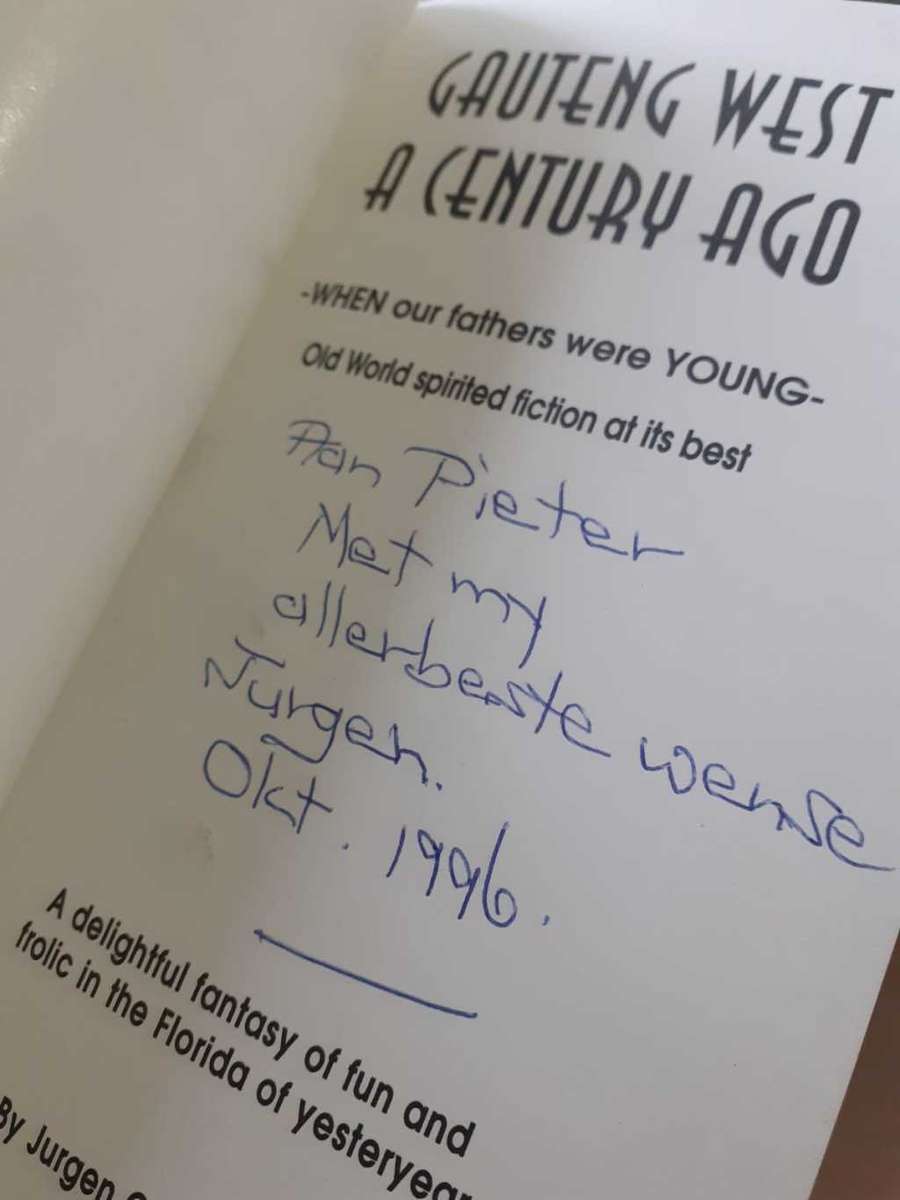 GAUTENG WEST
A CENTURY AGO
-WHEN our fathers were YOUNG-
Old World spirited fiction at its best
Aan Pieter
Met my
allerbeste wense
Jurgen.
Okt. 1996.
A delightful fantasy of fun and
frolic in the Florida of yesteryear
By Jurgen